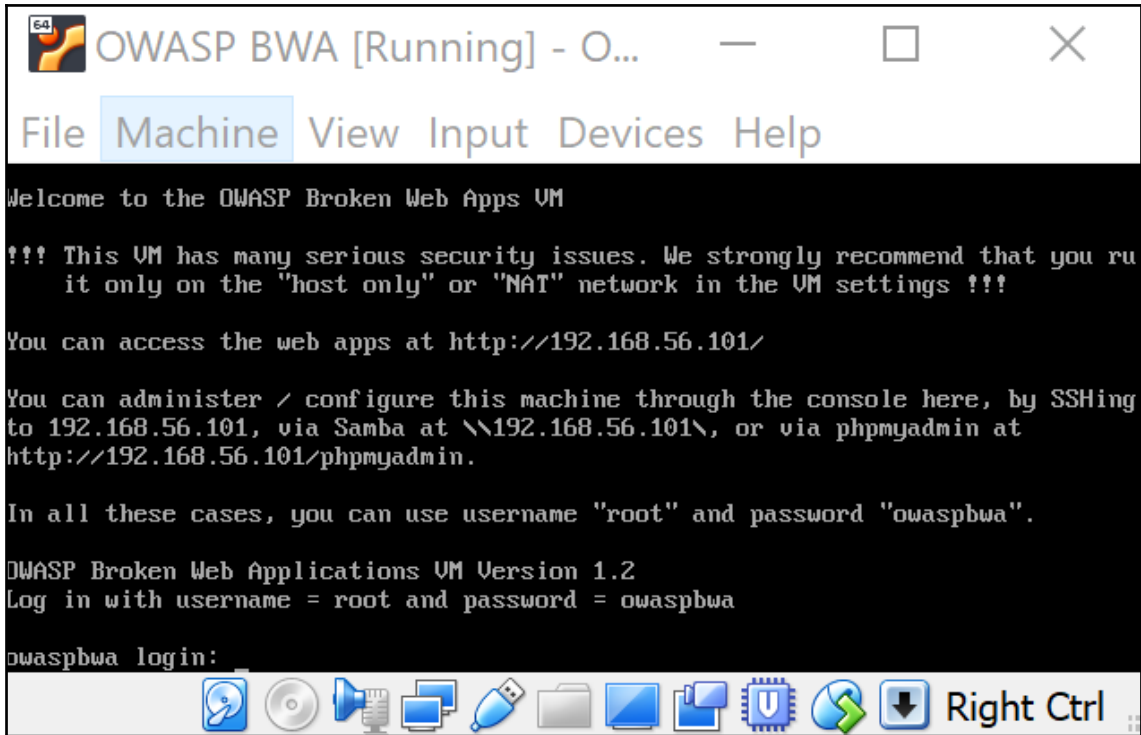 64
OWASP BWA [Running] - O...
File Machine View Input Devices Help
Welcome to the OWASP Broken Web Apps VM
!!! This VM has many serious security issues. We strongly recommend that you ru
it only on the "host only" or "NAT" network in the VM settings !!!
You can access the web apps at http://192.168.56.101/
You can administer / configure this machine through the console here, by SSHing
to 192.168.56.101, via Samba at \\192.168.56.101\, or via phpmyadmin at
http://192.168.56.101/phpmyadmin.
In all these cases, you can use username "root" and password "owaspbwa".
OWASP Broken Web Applications VM Version 1.2
Log in with username = root and password = owaspbwa
owaspbwa login: _
Right Ctrl